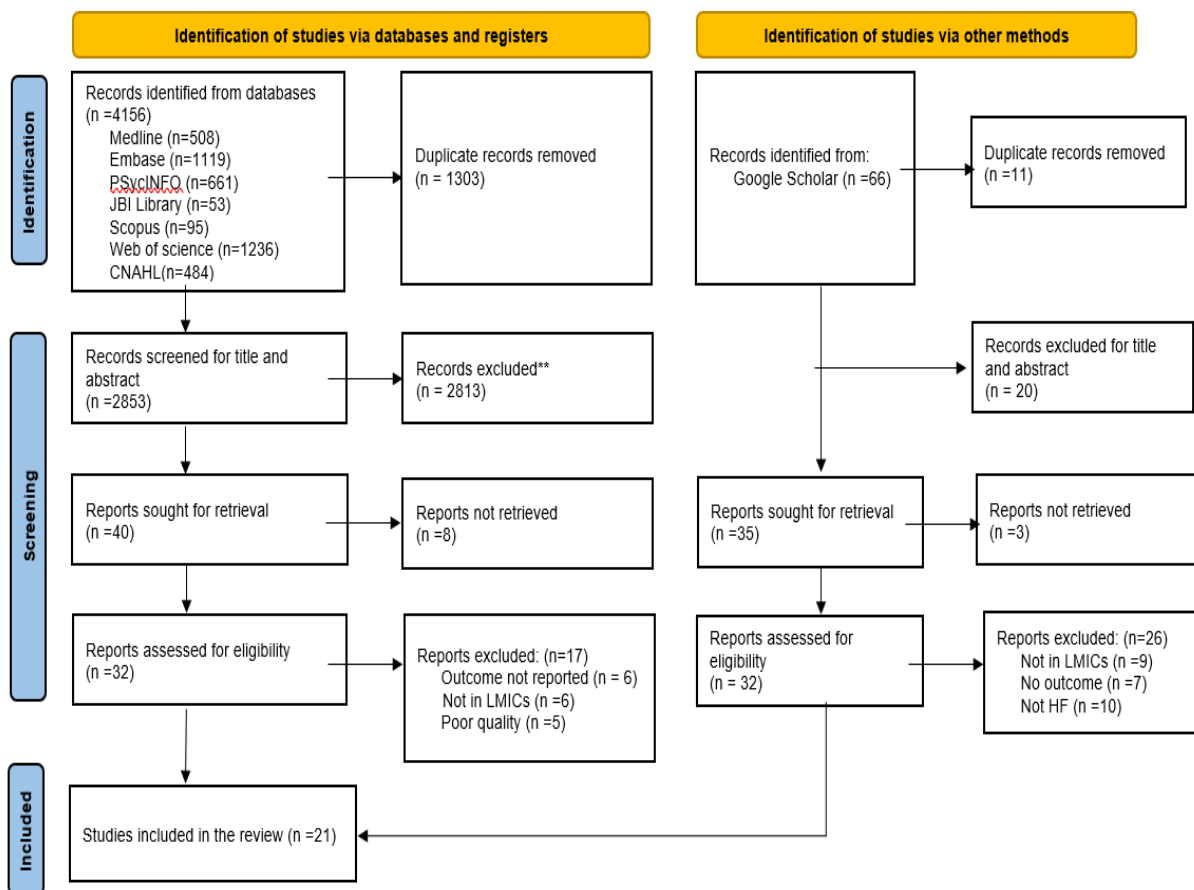 Identification of studies via databases and registers
Identification of studies via other methods
Identification
Records identified from databases
(n =4156)
Medline (n=508)
Embase (n=1119)
PSycINFO (n=661)
JBI Library (n=53)
Scopus (n=95)
Web of science (n=1236)
CNAHL(n=484)
Duplicate records removed
(n = 1303)
Records identified from:
Google Scholar (n =66)
Duplicate records removed
(n =11)
Screening
Records screened for title and
abstract
(n =2853)
Records excluded**
(n = 2813)
Records excluded for title
and abstract
(n = 20)
Reports sought for retrieval
(n =40)
Reports not retrieved
(n =8)
Reports sought for retrieval
(n =35)
Reports not retrieved
(n =3)
Reports assessed for eligibility
(n =32)
Reports excluded: (n=17)
Outcome not reported (n = 6)
Not in LMICs (n =6)
Poor quality (n =5)
Reports assessed for
eligibility
(n = 32)
Reports excluded: (n=26)
Not in LMICs (n =9)
No outcome (n =7)
Not HF (n =10)
Included
Studies included in the review (n =21)